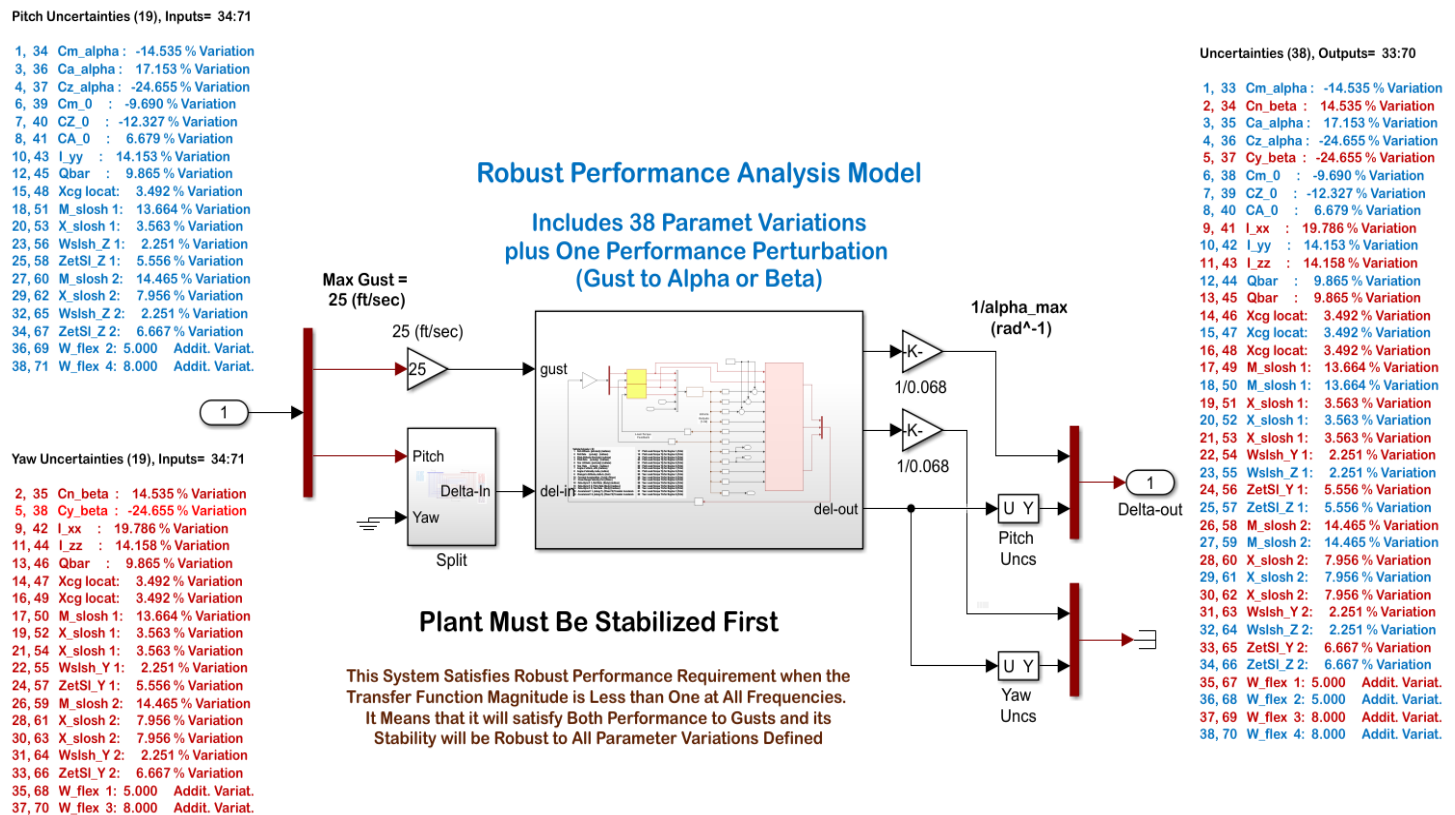 Pitch Uncertainties (19), Inputs= 34:71
1, 34 Cm_alpha : -14.535 % Variation
3, 36 Ca_alpha : 17.153 % Variation
4, 37 Cz_alpha : -24.655 % Variation
6, 39 Cm_0 : -9.690 % Variation
7, 40 CZ_0 : -12.327 % Variation
8, 41 CA_0 : 6.679 % Variation
10, 43 I_yy : 14.153 % Variation
12, 45 Qbar : 9.865 % Variation
15, 48 Xcg locat: 3.492 % Variation
18, 51 M_slosh 1: 13.664 % Variation
20, 53 X_slosh 1: 3.563 % Variation
23, 56 Wslsh_Z 1: 2.251 % Variation
25, 58 ZetSl_Z 1: 5.556 % Variation
27, 60 M_slosh 2: 14.465 % Variation
29, 62 X_slosh 2: 7.956 % Variation
32, 65 Wslsh_Z 2: 2.251 % Variation
34, 67 ZetSl_Z 2: 6.667 % Variation
36, 69 W_flex 2: 5.000 Addit. Variat.
38, 71 W_flex 4: 8.000 Addit. Variat.
Yaw Uncertainties (19), Inputs= 34:71
2, 35 Cn_beta : 14.535 % Variation
5, 38 Cy_beta : -24.655 % Variation
9, 42 I_xx : 19.786 % Variation
11, 44 I_zz : 14.158 % Variation
13, 46 Qbar : 9.865 % Variation
14, 47 Xcg locat: 3.492 % Variation
16, 49 Xcg locat: 3.492 % Variation
17, 50 M_slosh 1: 13.664 % Variation
19, 52 X_slosh 1: 3.563 % Variation
21, 54 X_slosh 1: 3.563 % Variation
22, 55 Wslsh_Y 1: 2.251 % Variation
24, 57 ZetSl_Y 1: 5.556 % Variation
26, 59 M_slosh 2: 14.465 % Variation
28, 61 X_slosh 2: 7.956 % Variation
30, 63 X_slosh 2: 7.956 % Variation
31, 64 Wslsh_Y 2: 2.251 % Variation
33, 66 ZetSl_Y 2: 6.667 % Variation
35, 68 W_flex 1: 5.000 Addit. Variat.
37, 70 W_flex 3: 8.000 Addit. Variat.
Robust Performance Analysis Model
Includes 38 Paramet Variations
plus One Performance Perturbation
(Gust to Alpha or Beta)
Max Gust =
25 (ft/sec)
25 (ft/sec)
25
1
Pitch
Delta-In
Yaw
Split
gust
del-in
del-out
1/alpha_max
(rad^-1)
-K-
1/0.068
-K-
1/0.068
U Y
Pitch
Uncs
U Y
Yaw
Uncs
1
Delta-out
Plant Must Be Stabilized First
This System Satisfies Robust Performance Requirement when the
Transfer Function Magnitude is Less than One at All Frequencies.
It Means that it will satisfy Both Performance to Gusts and its
Stability will be Robust to All Parameter Variations Defined
Uncertainties (38), Outputs= 33:70
1, 33 Cm_alpha : -14.535 % Variation
2, 34 Cn_beta : 14.535 % Variation
3, 35 Ca_alpha : 17.153 % Variation
4, 36 Cz_alpha : -24.655 % Variation
5, 37 Cy_beta : -24.655 % Variation
6, 38 Cm_0 : -9.690 % Variation
7, 39 CZ_0 : -12.327 % Variation
8, 40 CA_0 : 6.679 % Variation
9, 41 I_xx : 19.786 % Variation
10, 42 I_yy : 14.153 % Variation
11, 43 I_zz : 14.158 % Variation
12, 44 Qbar : 9.865 % Variation
13, 45 Qbar : 9.865 % Variation
14, 46 Xcg locat: 3.492 % Variation
15, 47 Xcg locat: 3.492 % Variation
16, 48 Xcg locat: 3.492 % Variation
17, 49 M_slosh 1: 13.664 % Variation
18, 50 M_slosh 1: 13.664 % Variation
19, 51 X_slosh 1: 3.563 % Variation
20, 52 X_slosh 1: 3.563 % Variation
21, 53 X_slosh 1: 3.563 % Variation
22, 54 Wslsh_Y 1: 2.251 % Variation
23, 55 Wslsh_Z 1: 2.251 % Variation
24, 56 ZetSl_Y 1: 5.556 % Variation
25, 57 ZetSl_Z 1: 5.556 % Variation
26, 58 M_slosh 2: 14.465 % Variation
27, 59 M_slosh 2: 14.465 % Variation
28, 60 X_slosh 2: 7.956 % Variation
29, 61 X_slosh 2: 7.956 % Variation
30, 62 X_slosh 2: 7.956 % Variation
31, 63 Wslsh_Y 2: 2.251 % Variation
32, 64 Wslsh_Z 2: 2.251 % Variation
33, 65 ZetSl_Y 2: 6.667 % Variation
34, 66 ZetSl_Z 2: 6.667 % Variation
35, 67 W_flex 1: 5.000 Addit. Variat.
36, 68 W_flex 2: 5.000 Addit. Variat.
37, 69 W_flex 3: 8.000 Addit. Variat.
38, 70 W_flex 4: 8.000 Addit. Variat.